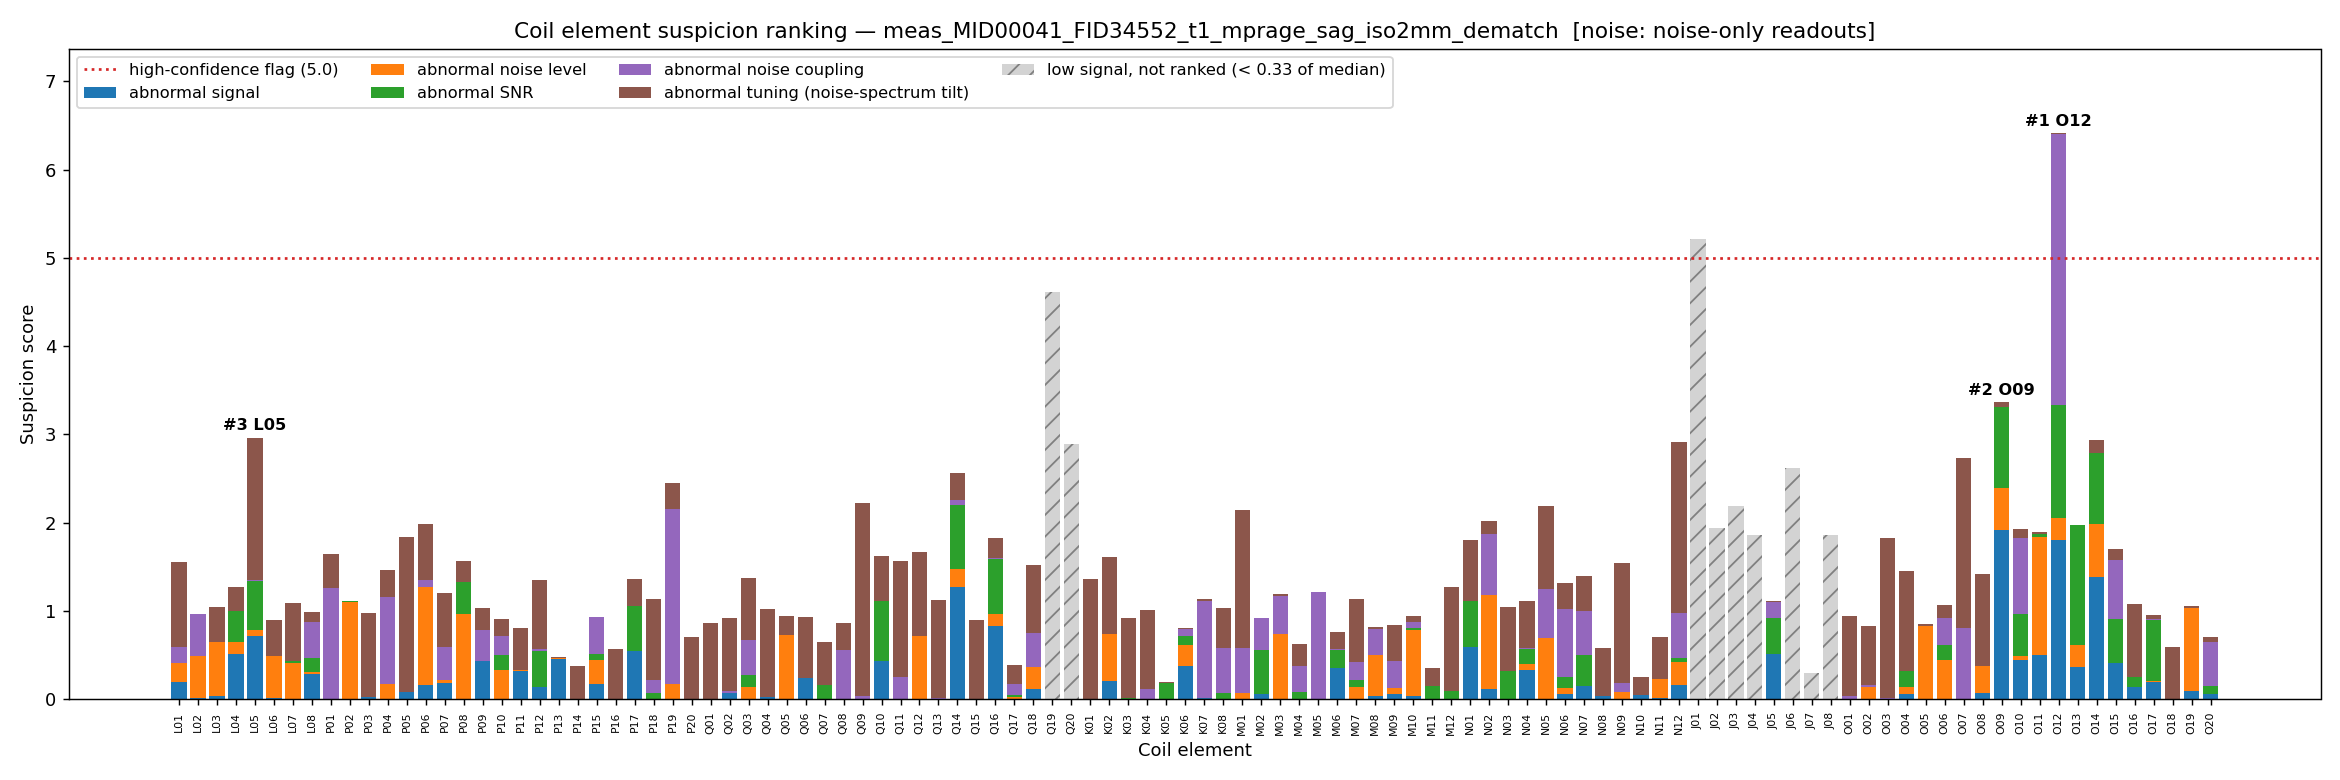 Coil element suspicion ranking — meas_MID00041_FID34552_t1_mprage_sag_iso2mm_dematch [noise: noise-only readouts]
high-confidence flag (5.0)
abnormal signal
abnormal noise level
abnormal SNR
abnormal noise coupling
abnormal tuning (noise-spectrum tilt)
low signal, not ranked (< 0.33 of median)
Suspicion score
7
6
5
4
3
2
1
0
#1 O12
#2 O09
#3 L05
L01 L02 L03 L04 L05 L06 L07 L08 P01 P02 P03 P04 P05 P06 P07 P08 P09 P10 P11 P12 P13 P14 P15 P16 P17 P18 P19 P20 Q01 Q02 Q03 Q04 Q05 Q06 Q07 Q08 Q09 Q10 Q11 Q12 Q13 Q14 Q15 Q16 Q17 Q18 Q19 Q20 K01 K02 K03 K04 K05 K06 K07 K08 M01 M02 M03 M04 M05 M06 M07 M08 M09 M10 M11 M12 N01 N02 N03 N04 N05 N06 N07 N08 N09 N10 N11 N12 J01 J02 J03 J04 J05 J06 J07 J08 O01 O02 O03 O04 O05 O06 O07 O08 O09 O10 O11 O12 O13 O14 O15 O16 O17 O18 O19 O20
Coil element